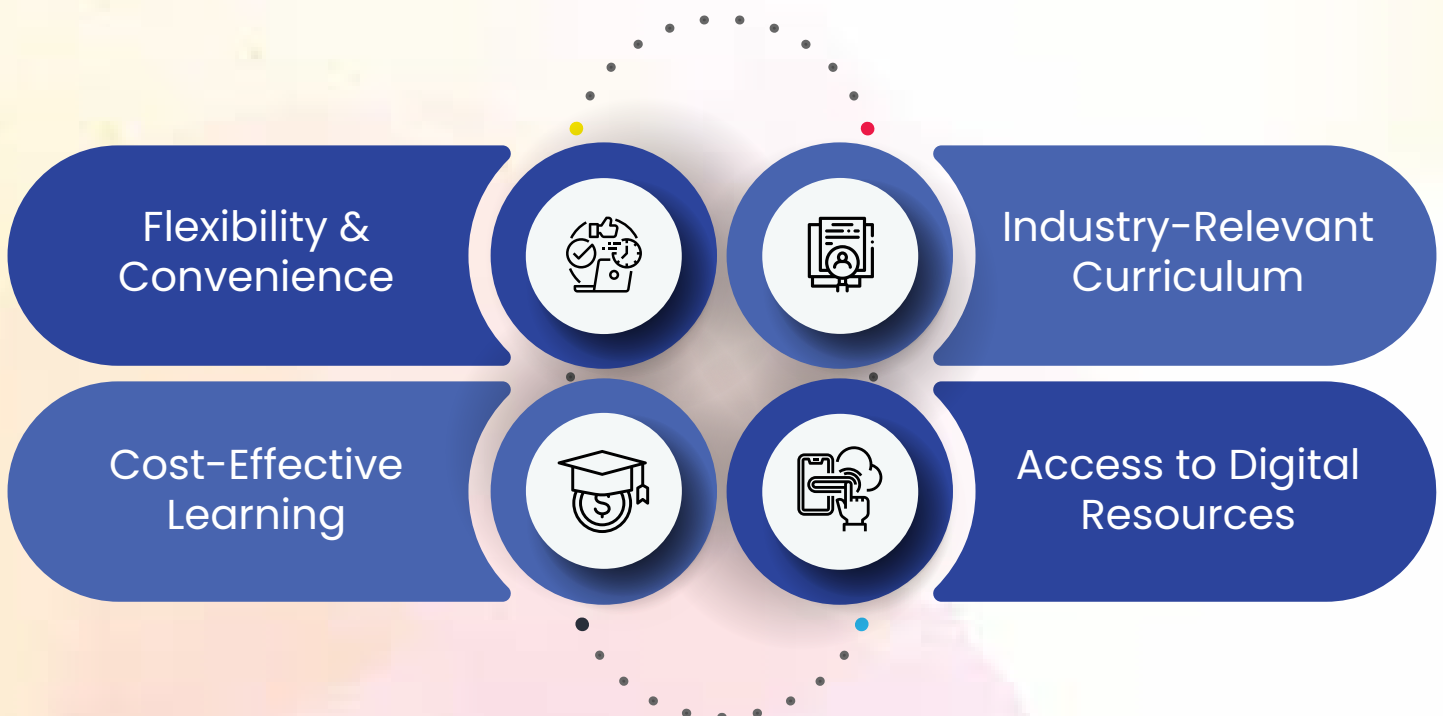 Flexibility &
Convenience
Industry-Relevant
Curriculum
Cost-Effective
Learning
Access to Digital
Resources